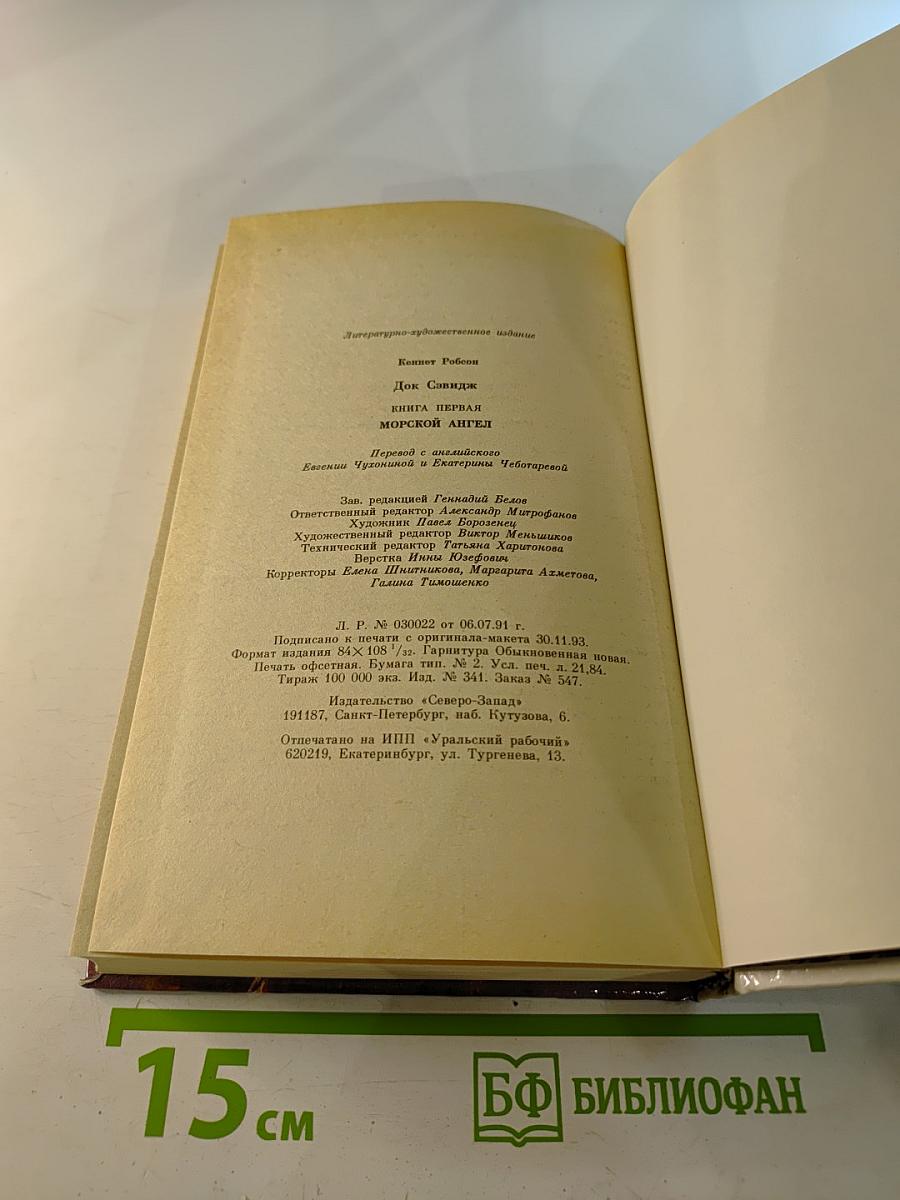 Литературно-художественное издание
Кеннет Робсон
Док Сэвидж
КНИГА ПЕРВАЯ
МОРСКОЙ АНГЕЛ
Перевод с английского
Евгении Чухониной и Екатерины Чеботаревой
Зав. редакцией Геннадий Белов
Ответственный редактор Александр Митрофанов
Художник Павел Борозенец
Художественный редактор Виктор Меньшиков
Технический редактор Татьяна Харитонова
Верстка Инны Юзефович
Корректоры Елена Шнитникова, Маргарита Ахметова,
Галина Тимошенко
Л. Р. № 030022 от 06.07.91 г.
Подписано к печати с оригинала-макета 30.11.93.
Формат издания 84×108 1/32. Гарнитура Обыкновенная новая.
Печать офсетная. Бумага тип. № 2. Усл. печ. л. 21,84.
Тираж 100 000 экз. Изд. № 341. Заказ № 547.
Издательство «Северо-Запад»
191187, Санкт-Петербург, наб. Кутузова, 6.
Отпечатано на ИПП «Уральский рабочий»
620219, Екатеринбург, ул. Тургенева, 13.
15 см
БФ БИБЛИОФАН